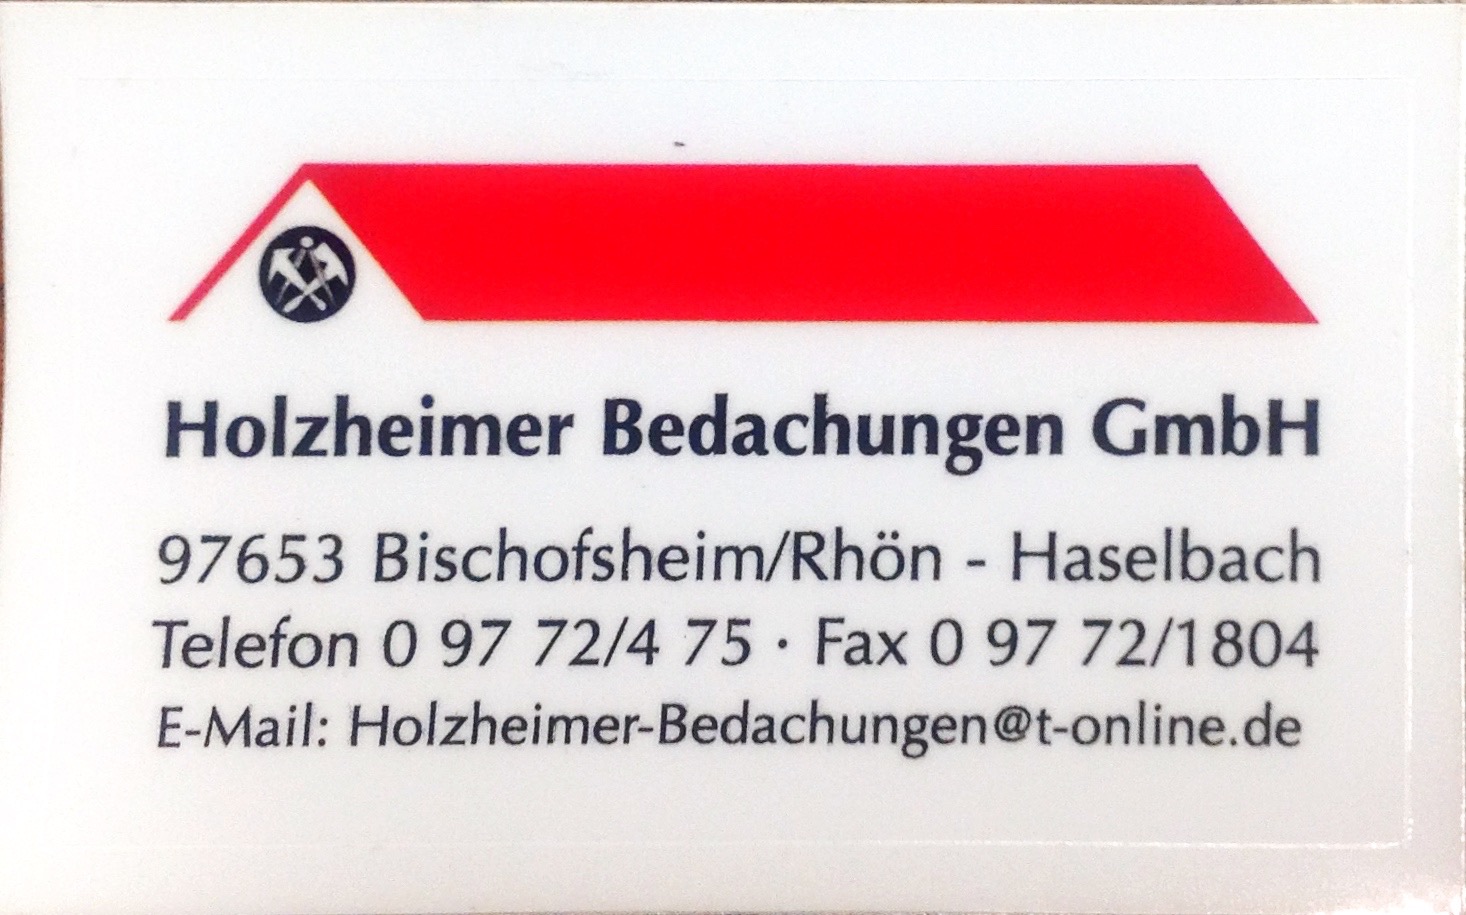 Holzheimer Bedachungen GmbH
97653 Bischofsheim/Rhön - Haselbach
Telefon 0 97 72/4 75 · Fax 0 97 72/1804
E-Mail: Holzheimer-Bedachungen@t-online.de